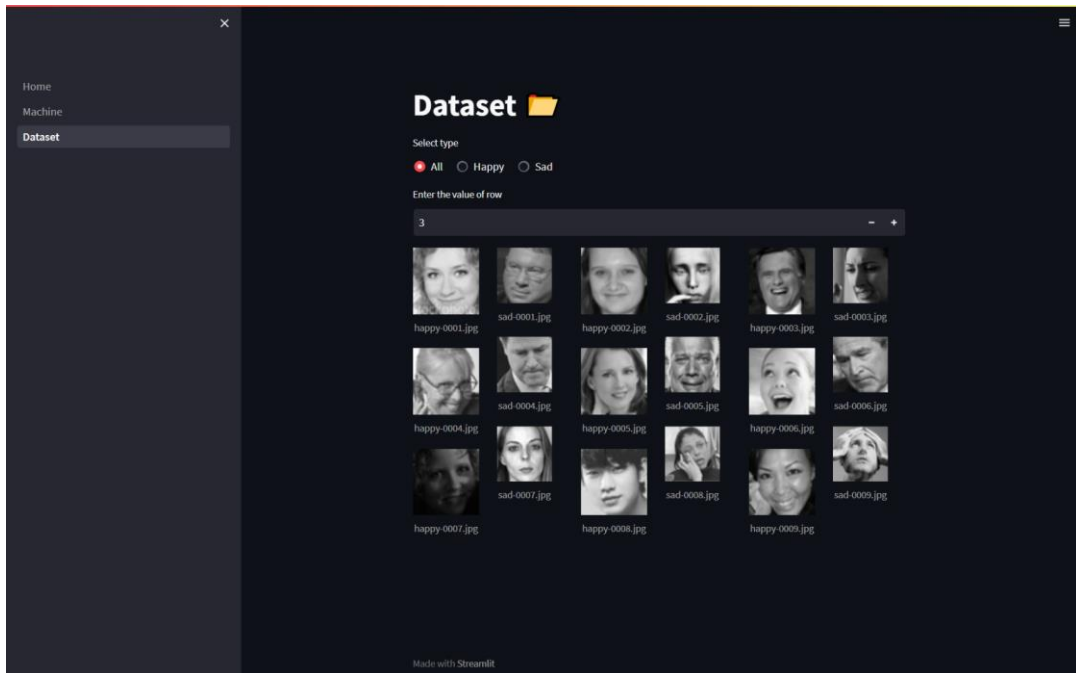 Home
Machine
Dataset
Dataset
Select type
All Happy Sad
Enter the value of row
3 - +
happy-0001.jpg sad-0001.jpg happy-0002.jpg sad-0002.jpg happy-0003.jpg sad-0003.jpg
happy-0004.jpg sad-0004.jpg happy-0005.jpg sad-0005.jpg happy-0006.jpg sad-0006.jpg
happy-0007.jpg sad-0007.jpg happy-0008.jpg sad-0008.jpg happy-0009.jpg sad-0009.jpg
Made with Streamlit